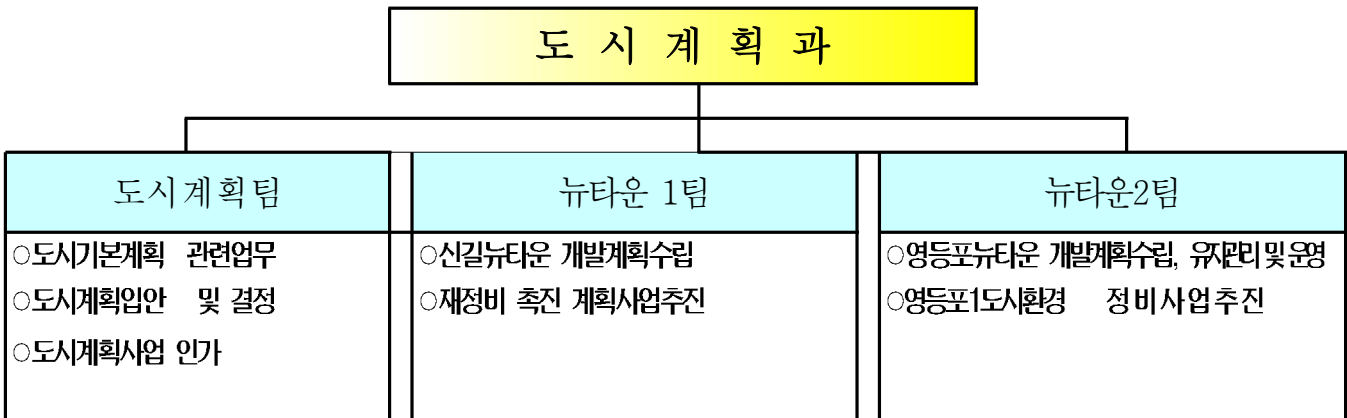 도 시 계 획 과
도시계획팀
○도시기본계획 관련업무
○도시계획입안 및 결정
○도시계획사업 인가
뉴타운 1팀
○신길뉴타운 개발계획수립
○재정비 촉진 계획사업추진
뉴타운2팀
○영등포뉴타운 개발계획수립, 유지관리 및 운영
○영등포1도시환경 정비사업추진